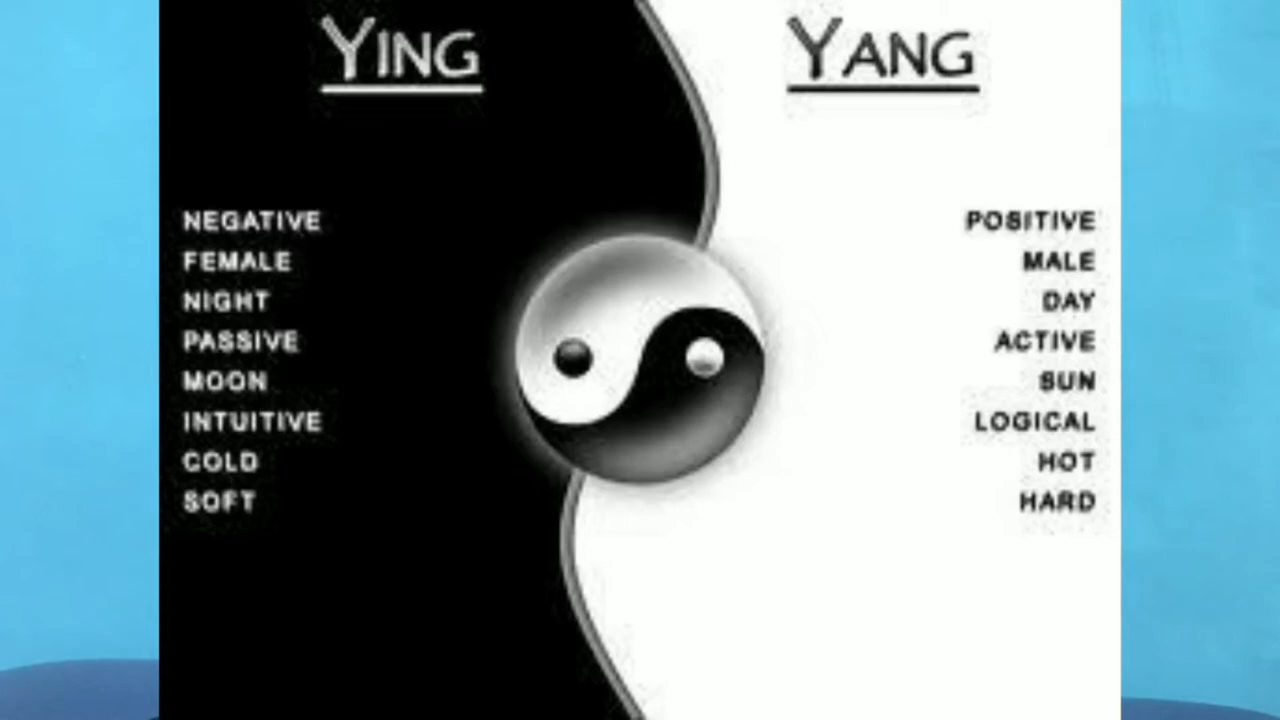 YING
NEGATIVE
FEMALE
NIGHT
PASSIVE
MOON
INTUITIVE
COLD
SOFT
YANG
POSITIVE
MALE
DAY
ACTIVE
SUN
LOGICAL
HOT
HARD